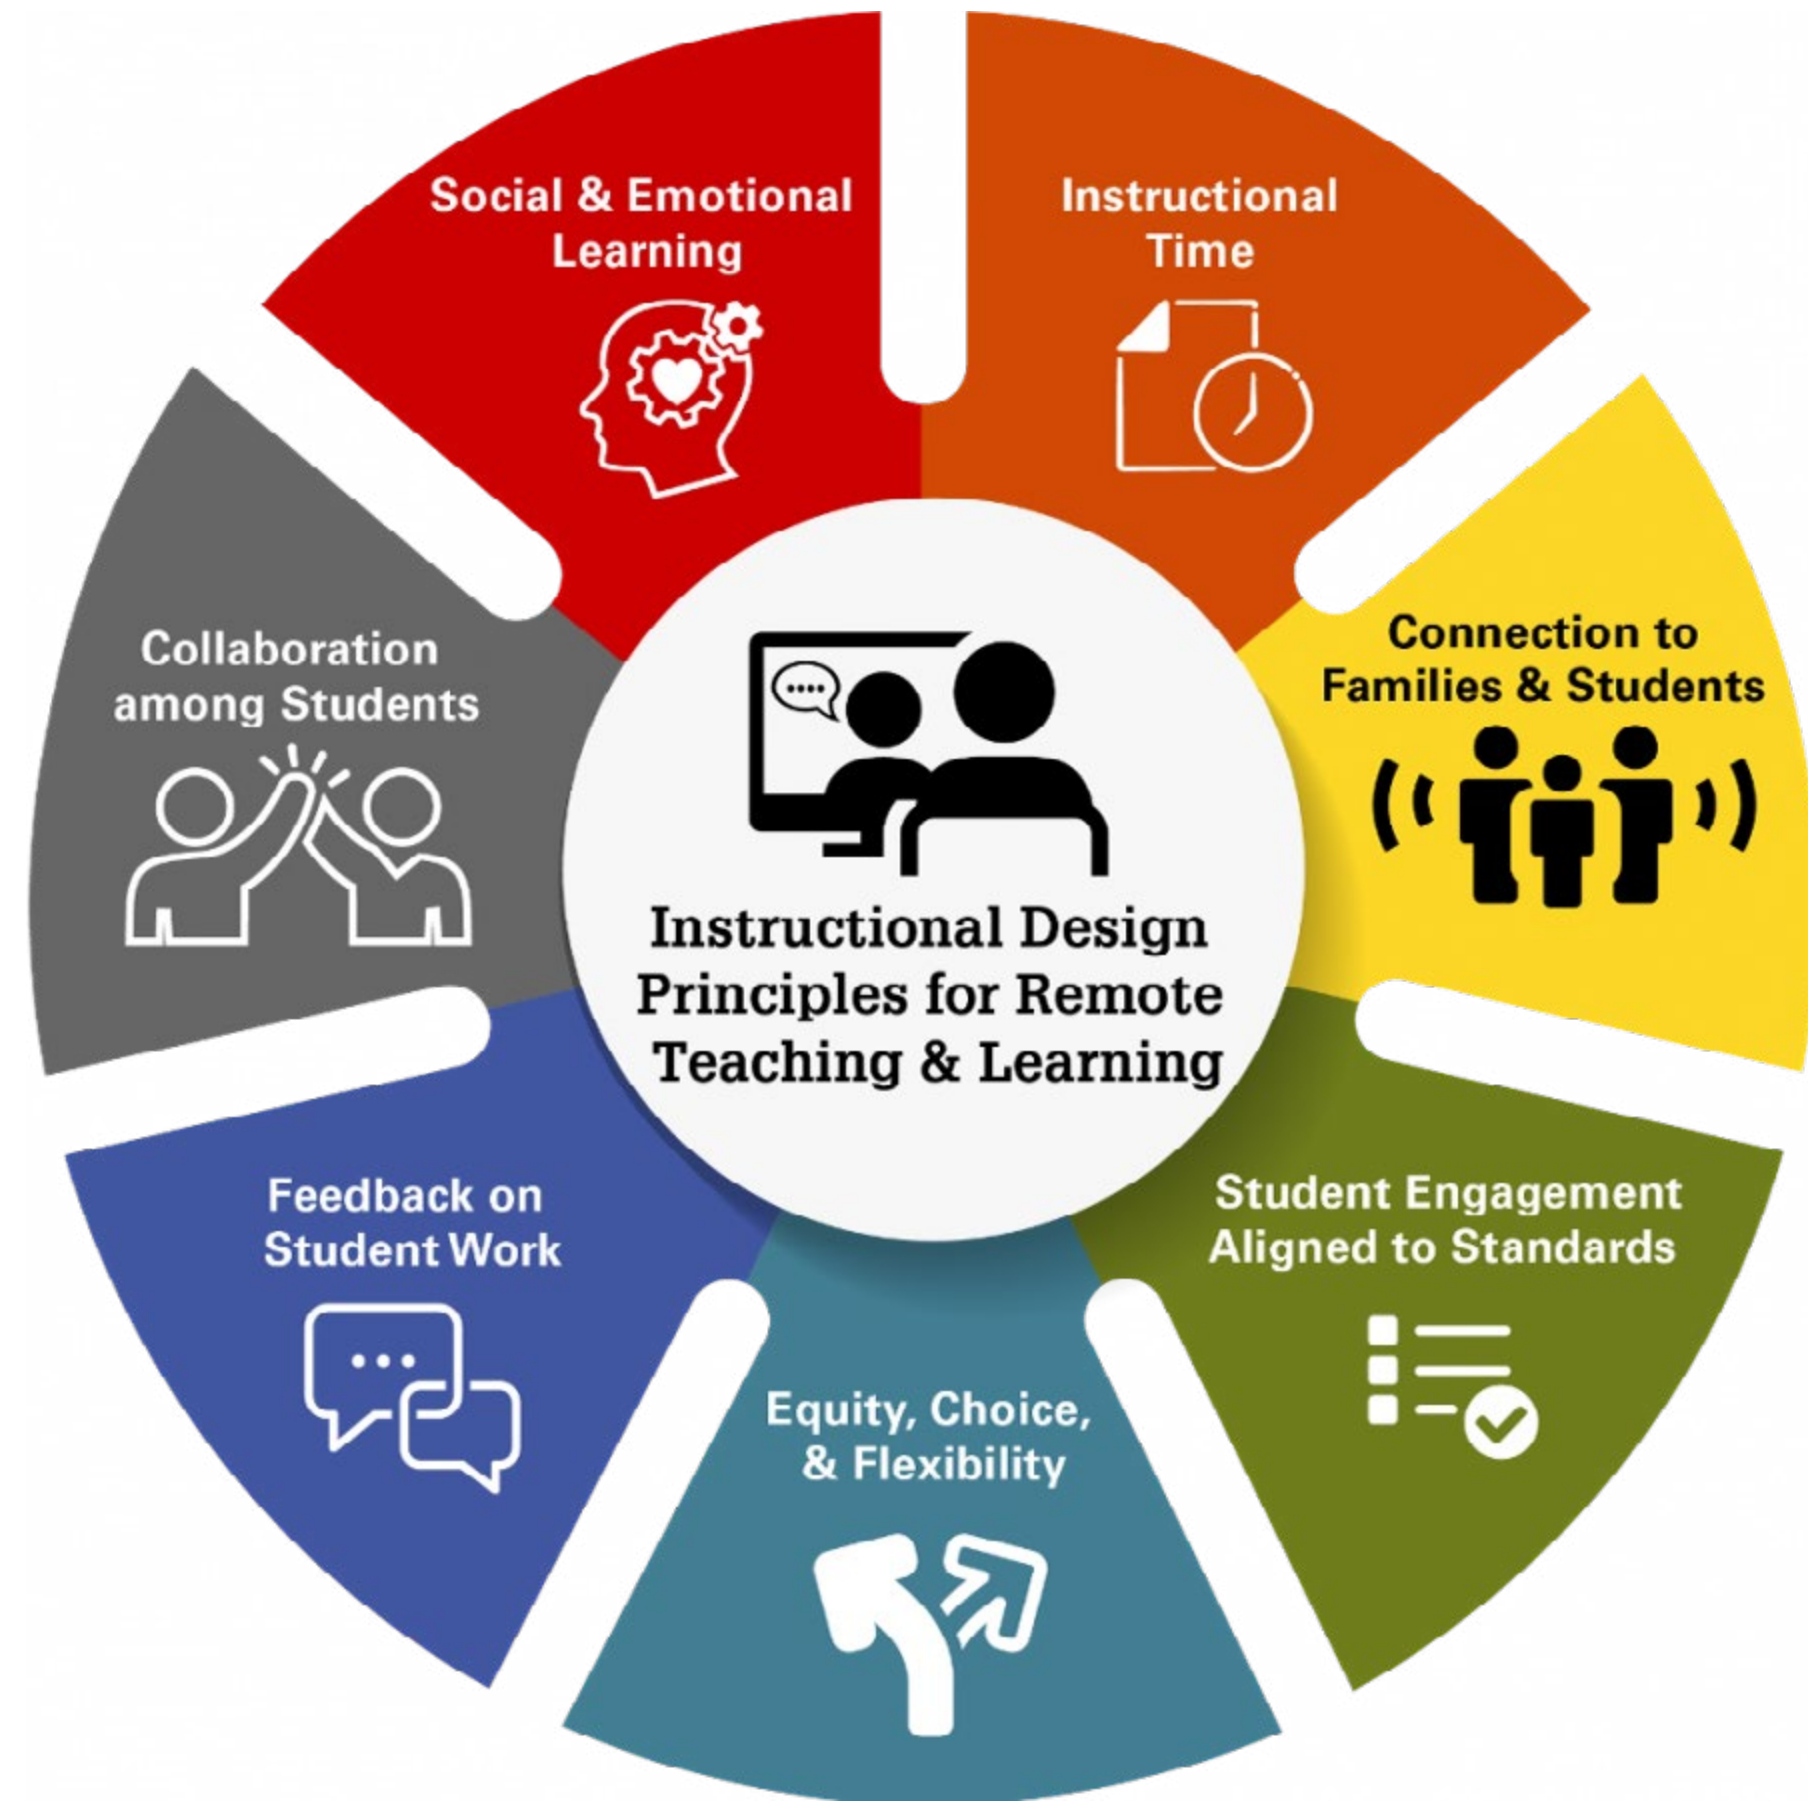 Social & Emotional
Learning
Instructional
Time
Connection to
Families & Students
Student Engagement
Aligned to Standards
Equity, Choice,
& Flexibility
Feedback on
Student Work
Collaboration
among Students
Instructional Design
Principles for Remote
Teaching & Learning